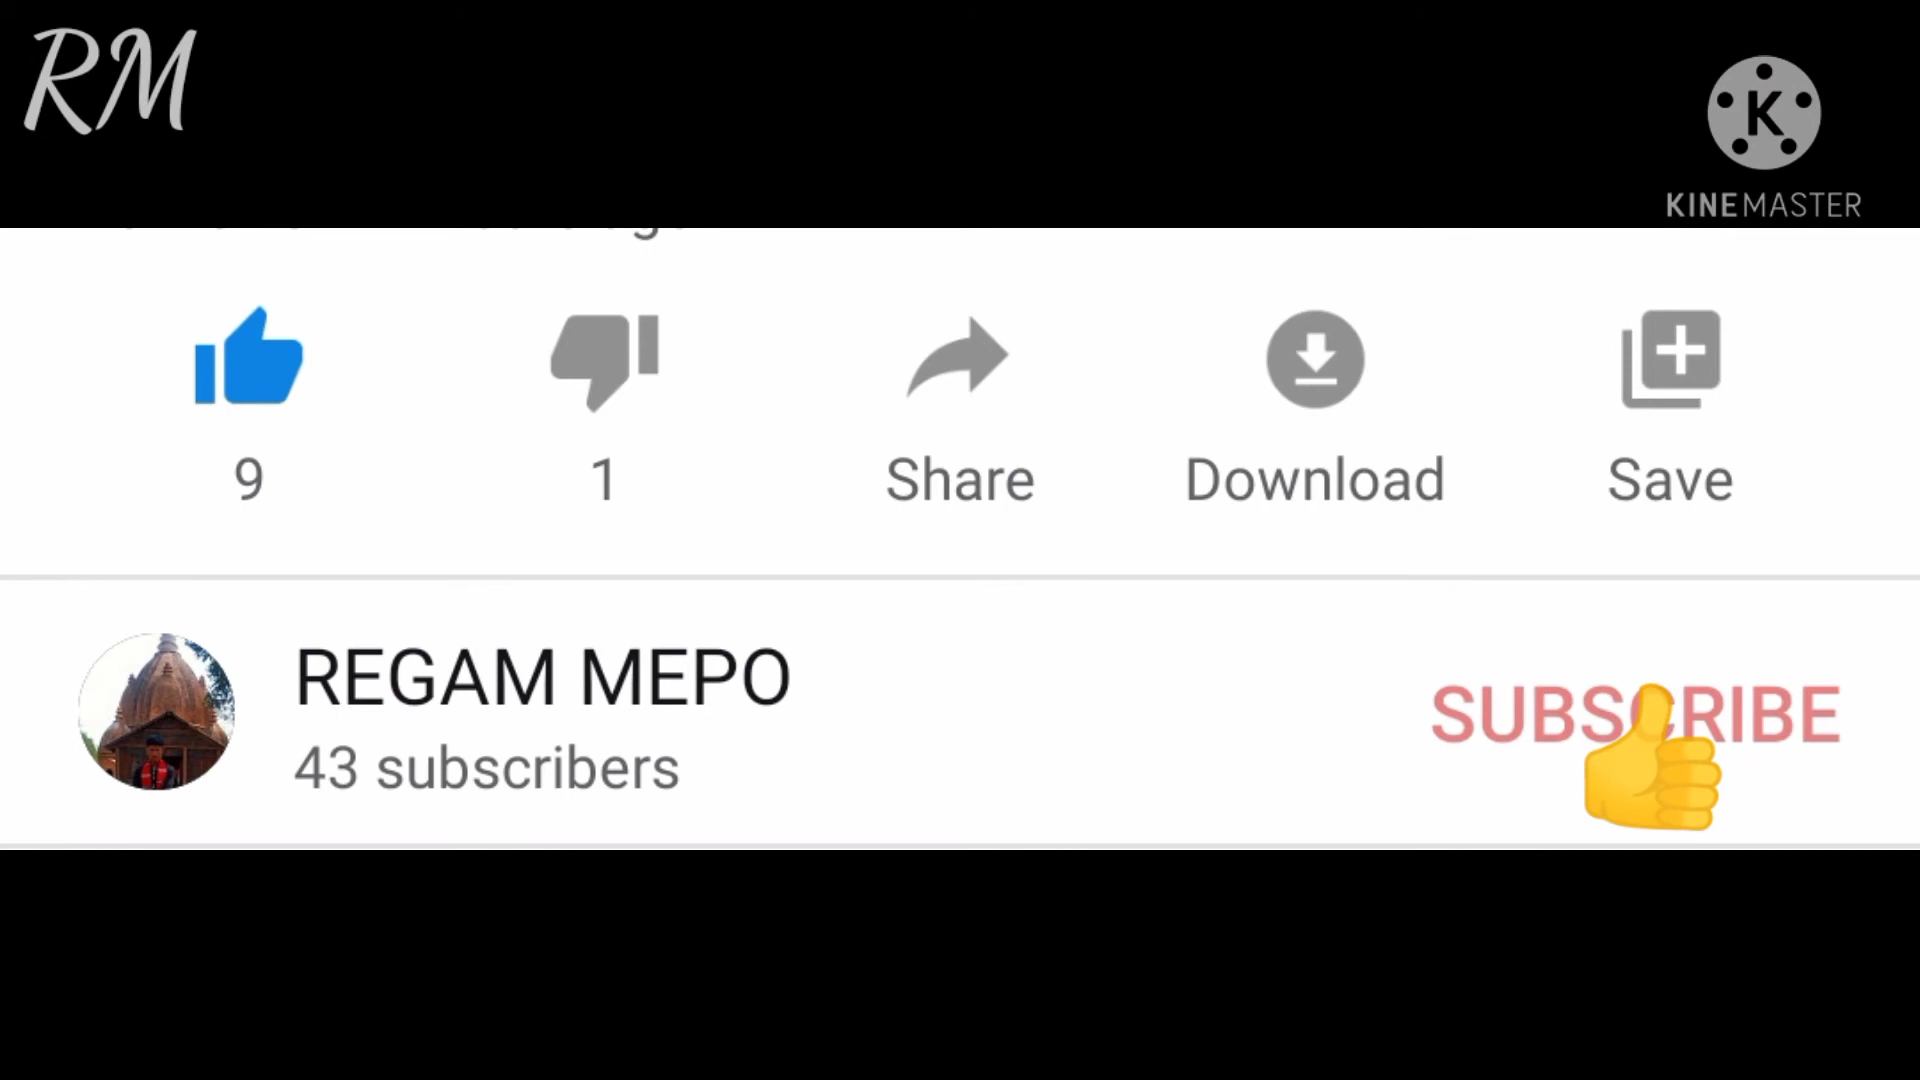 RM
K
KINEMASTER
9 1 Share Download Save
REGAM MEPO
43 subscribers
SUBSCRIBE